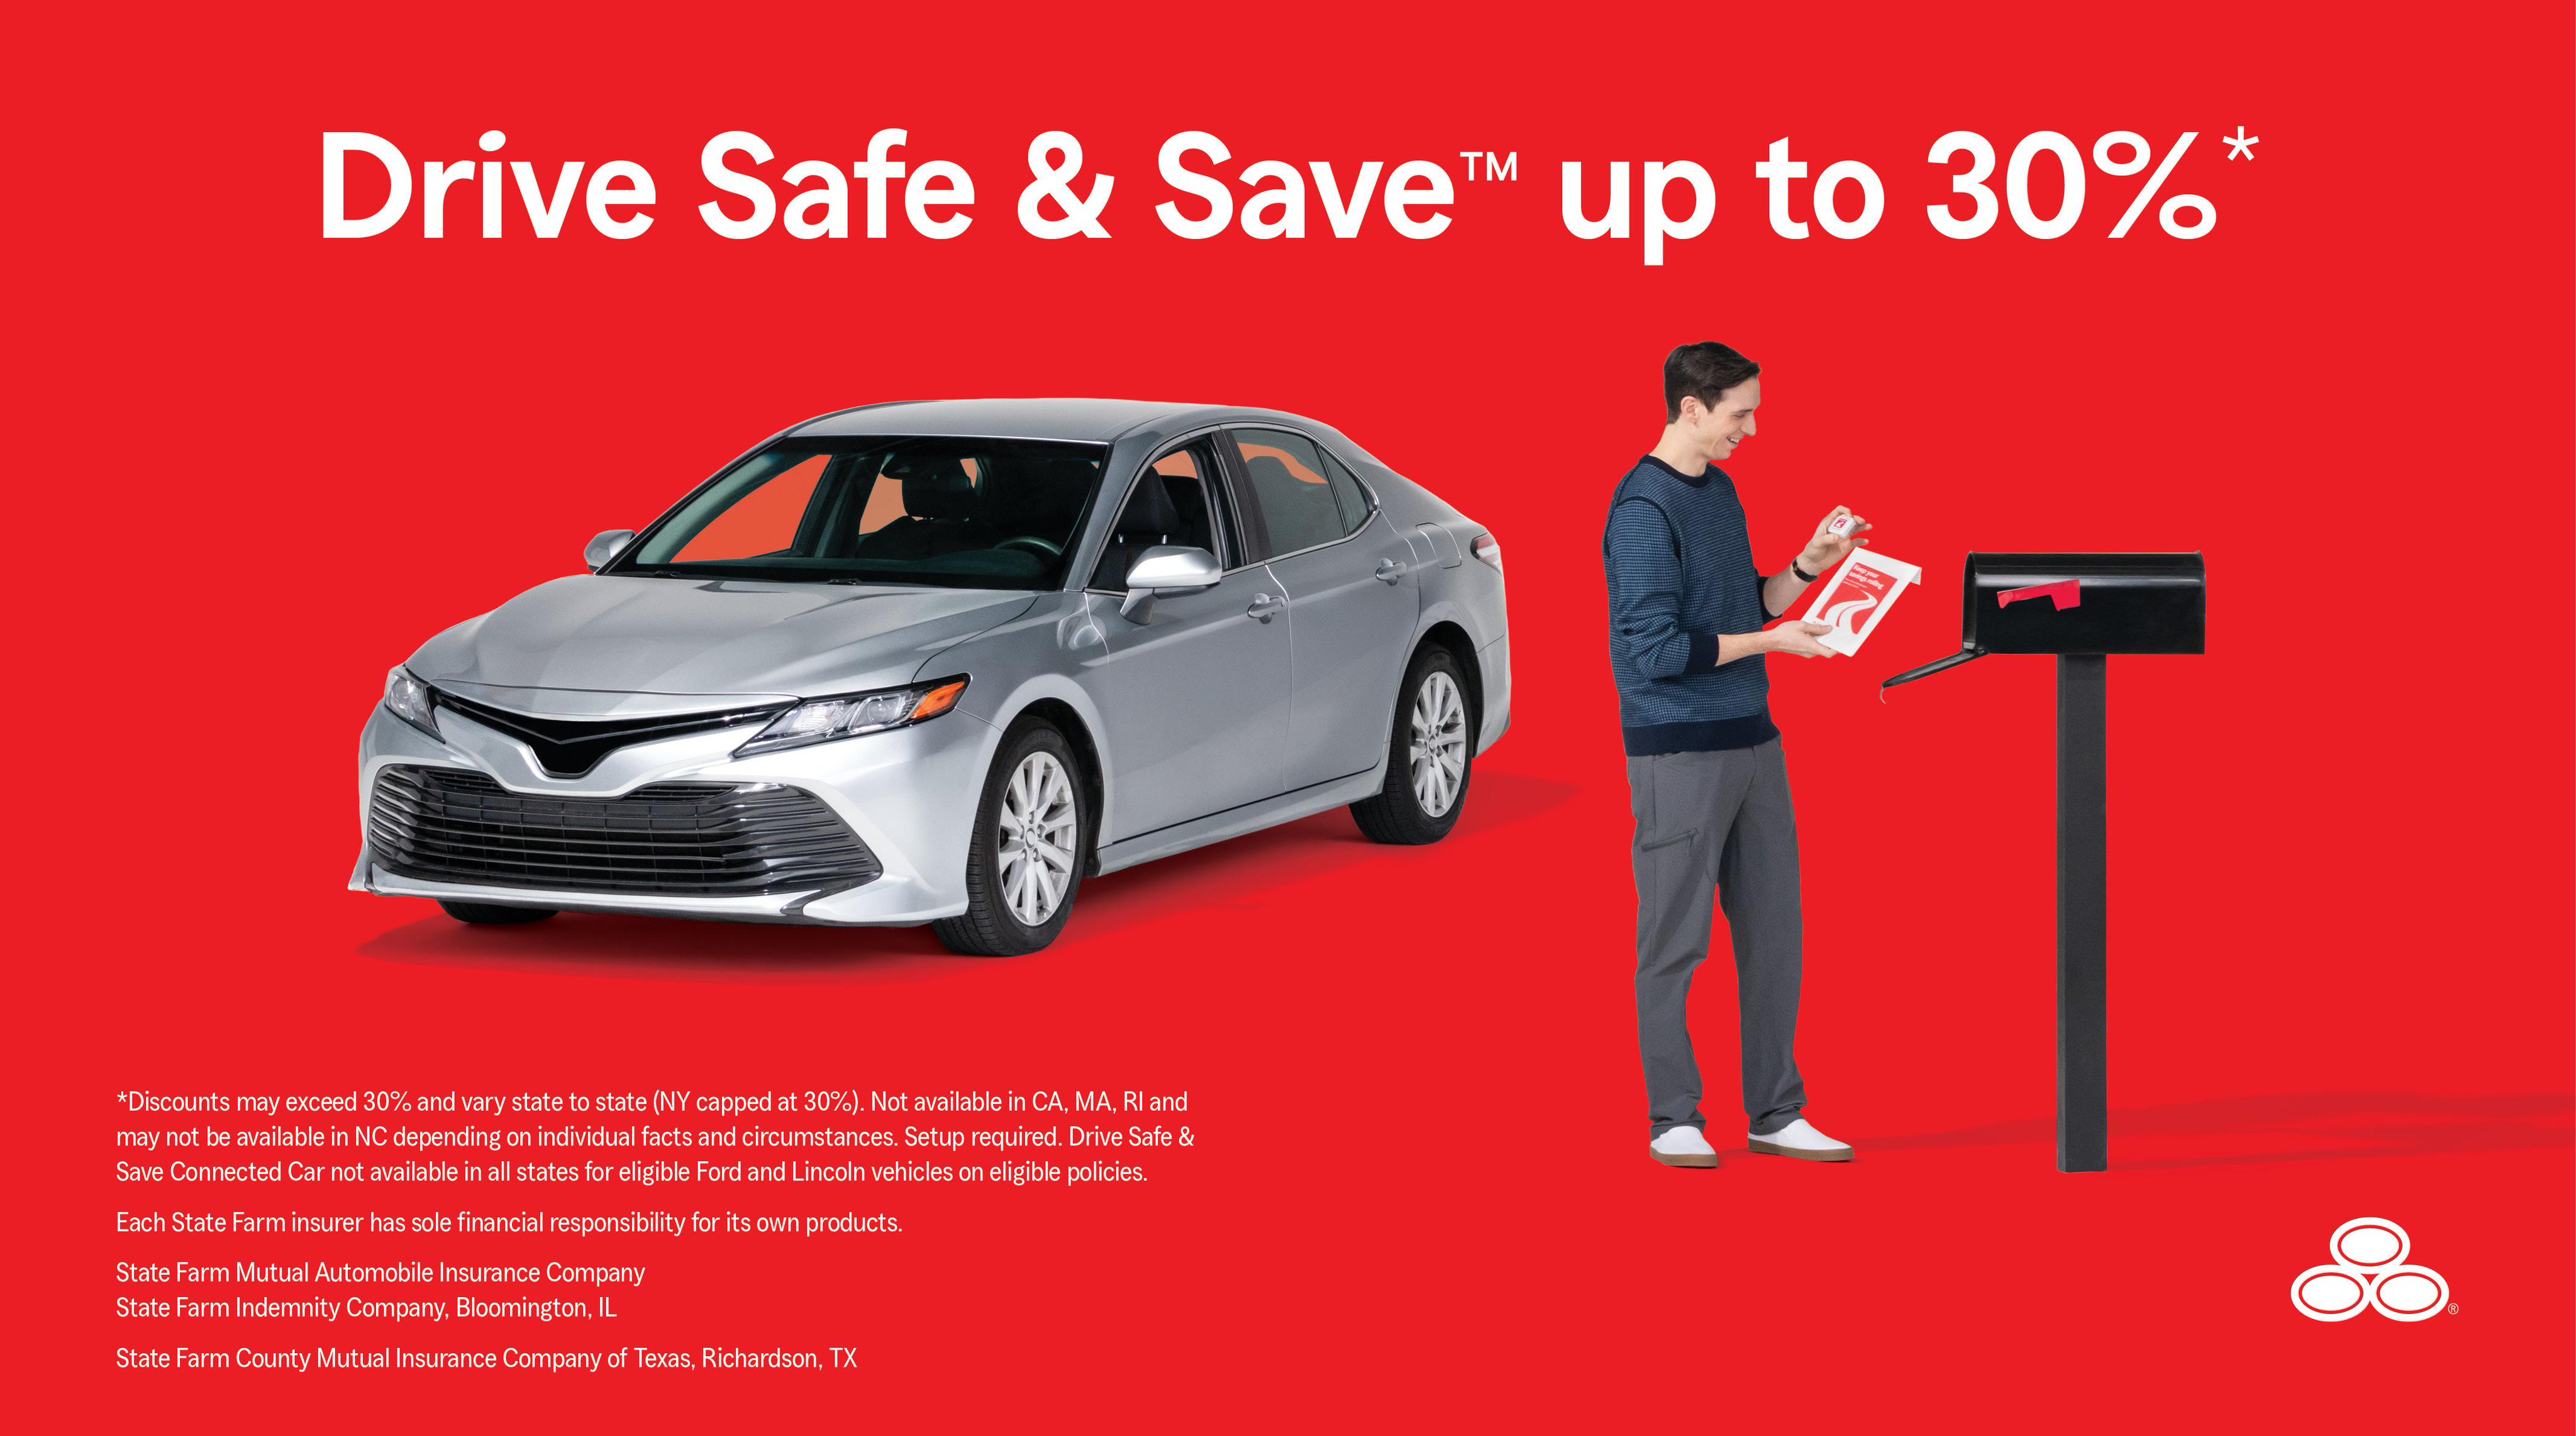 Drive Safe & Save™ up to 30%*
Keep your
savings rolling.
*Discounts may exceed 30% and vary state to state (NY capped at 30%). Not available in CA, MA, RI and
may not be available in NC depending on individual facts and circumstances. Setup required. Drive Safe &
Save Connected Car not available in all states for eligible Ford and Lincoln vehicles on eligible policies.
Each State Farm insurer has sole financial responsibility for its own products.
State Farm Mutual Automobile Insurance Company
State Farm Indemnity Company, Bloomington, IL
State Farm County Mutual Insurance Company of Texas, Richardson, TX
®